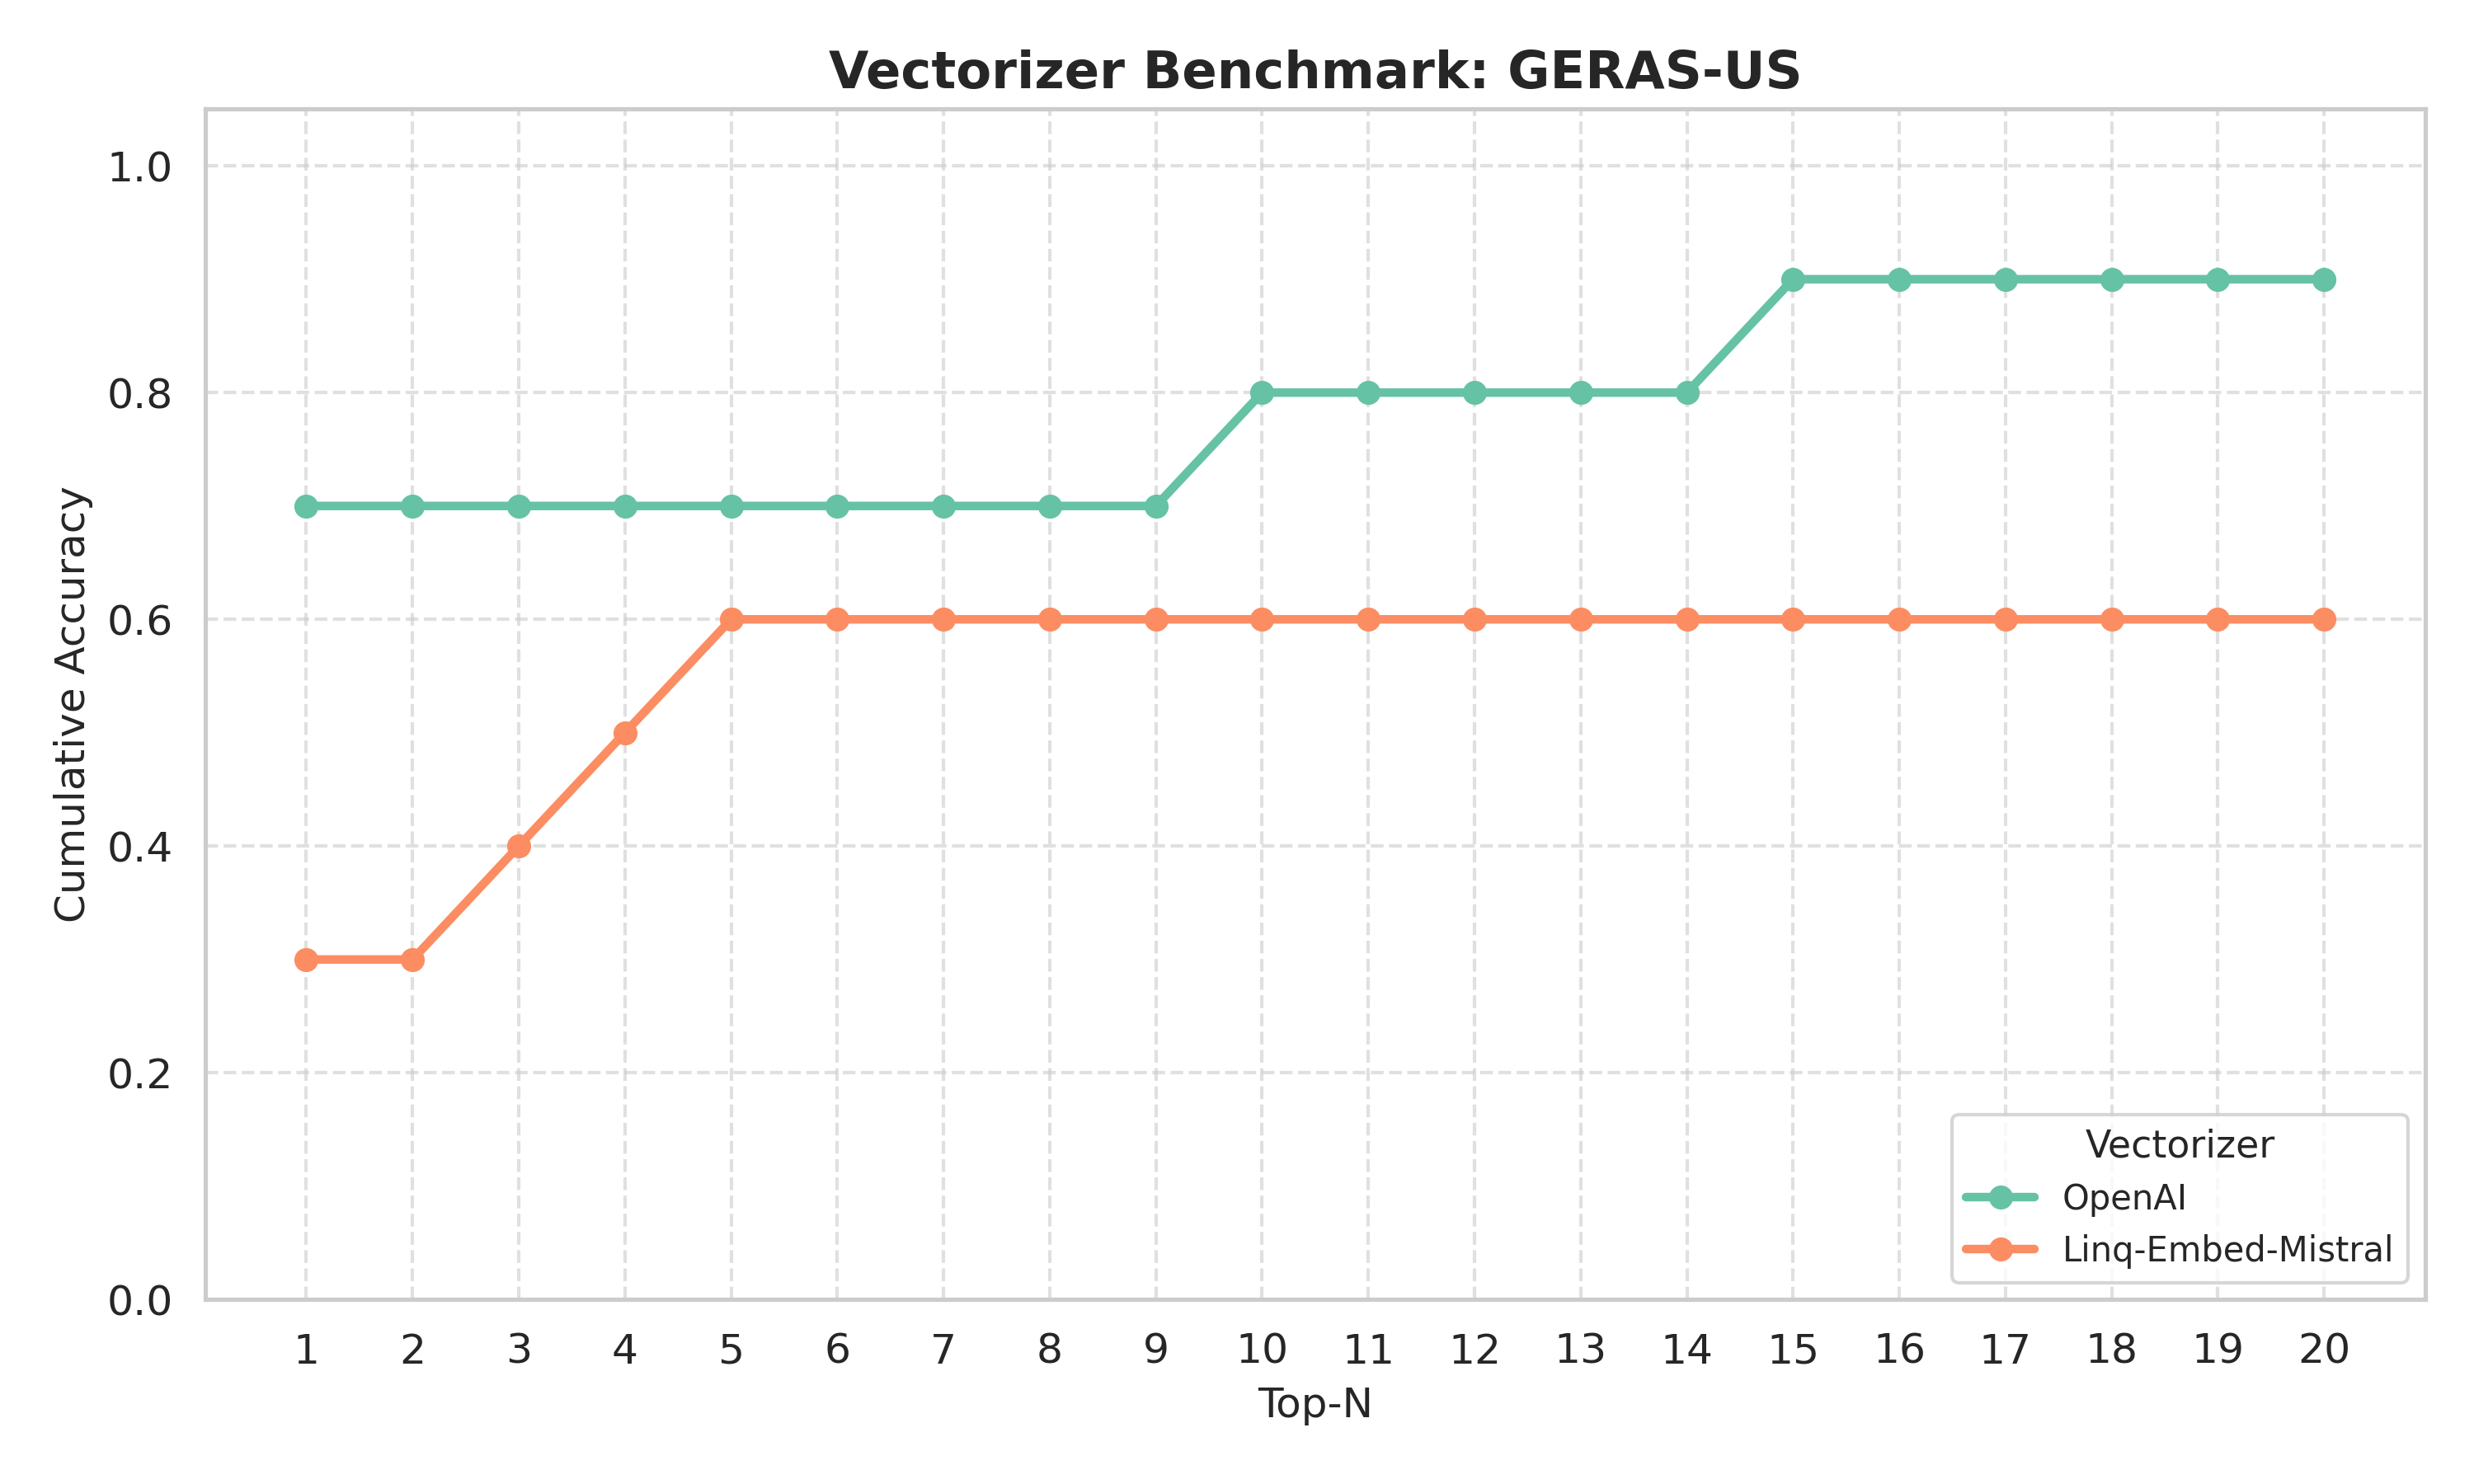 Vectorizer Benchmark: GERAS-US
1.0
0.8
0.6
0.4
0.2
0.0
Cumulative Accuracy
1 2 3 4 5 6 7 8 9 10 11 12 13 14 15 16 17 18 19 20
Top-N
Vectorizer
OpenAI
Linq-Embed-Mistral